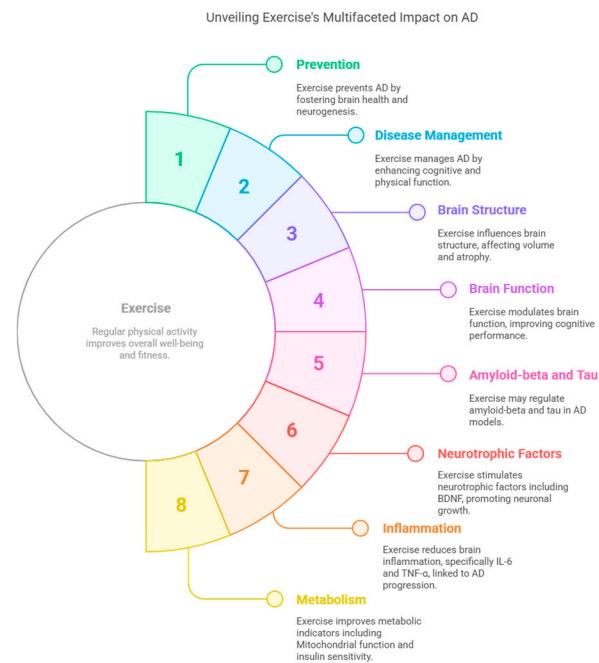 Unveiling Exercise's Multifaceted Impact on AD
Prevention
Exercise prevents AD by
fostering brain health and
neurogenesis.
1
Disease Management
Exercise manages AD by
enhancing cognitive and
physical function.
2
Brain Structure
Exercise influences brain
structure, affecting volume
and atrophy.
3
Brain Function
Exercise modulates brain
function, improving cognitive
performance.
4
Exercise
Regular physical activity
improves overall well-being
and fitness.
5
Amyloid-beta and Tau
Exercise may regulate
amyloid-beta and tau in AD
models.
6
Neurotrophic Factors
Exercise stimulates
neurotrophic factors including
BDNF, promoting neuronal
growth.
7
Inflammation
Exercise reduces brain
inflammation, specifically IL-6
and TNF-α, linked to AD
progression.
8
Metabolism
Exercise improves metabolic
indicators including
Mitochondrial function and
insulin sensitivity.